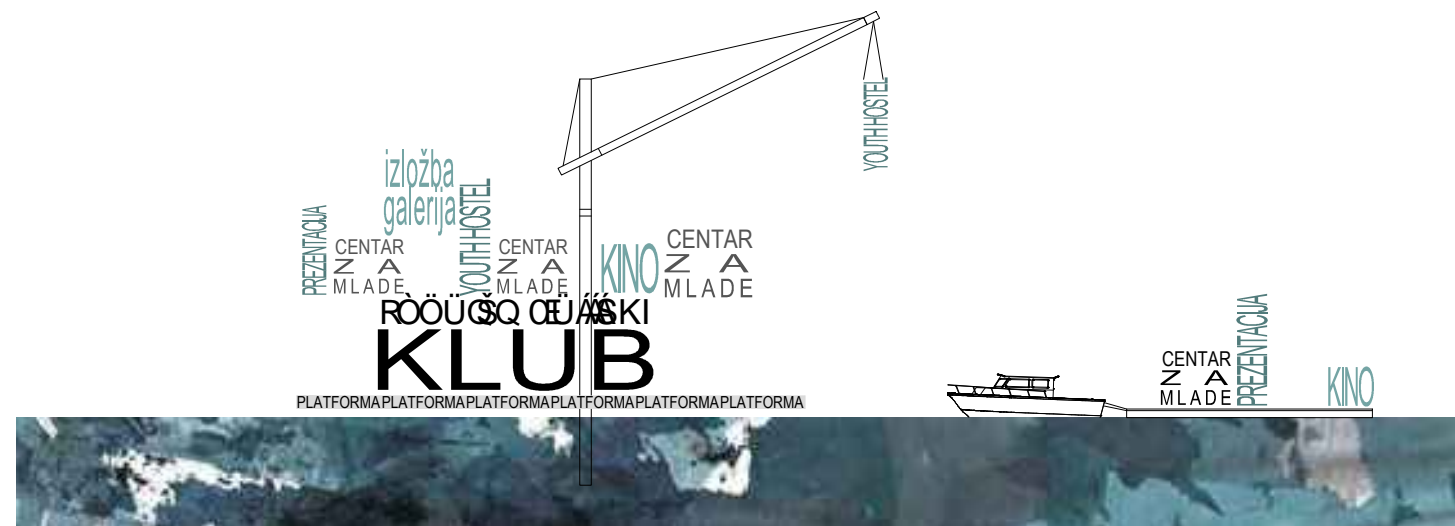 YOUTH HOSTEL
izložba
galerija
PREZENTACIJA
CENTAR
Z A
MLADE
YOUTH HOSTEL
CENTAR
Z A
MLADE
KINO
CENTAR
Z A
MLADE
KLUB
PLATFORMAPLATFORMAPLATFORMAPLATFORMAPLATFORMAPLATFORMA
CENTAR
Z A
MLADE
PREZENTACIJA
KINO